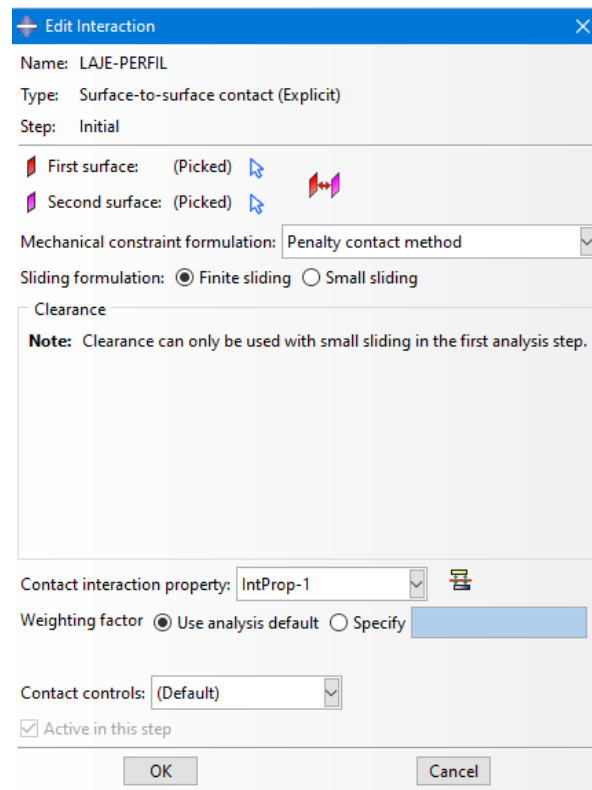 Edit Interaction
Name: LAJE-PERFIL
Type: Surface-to-surface contact (Explicit)
Step: Initial
First surface: (Picked)
Second surface: (Picked)
Mechanical constraint formulation: Penalty contact method
Sliding formulation: Finite sliding Small sliding
Clearance
Note: Clearance can only be used with small sliding in the first analysis step.
Contact interaction property: IntProp-1
Weighting factor Use analysis default Specify
Contact controls: (Default)
Active in this step
OK Cancel